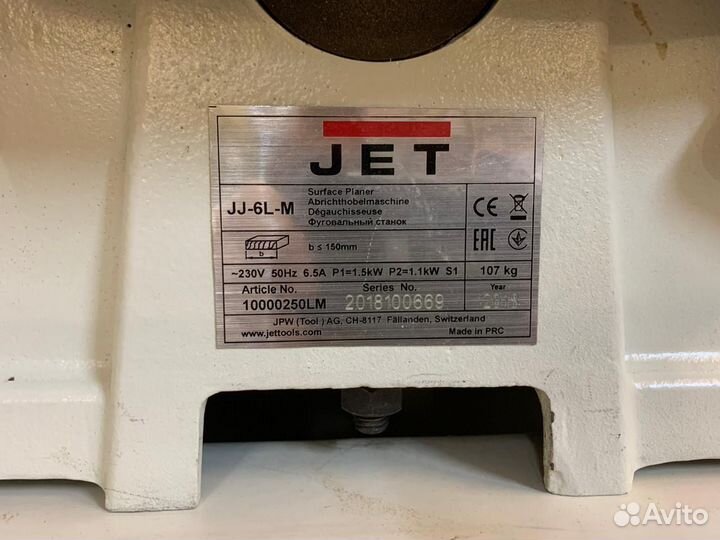 JET
JJ-6L-M
Surface Planer
Abrichthobelmaschine
Dégauchisseuse
Фуговальный станок
CE
b
b ≤ 150mm
EAC
~230V 50Hz 6.5A P1=1.5kW P2=1.1kW S1
107 kg
Article No. Series No. Year
10000250LM 2018100669
JPW (Tool) AG, CH-8117 Fällanden, Switzerland
www.jettools.com Made in PRC
Avito